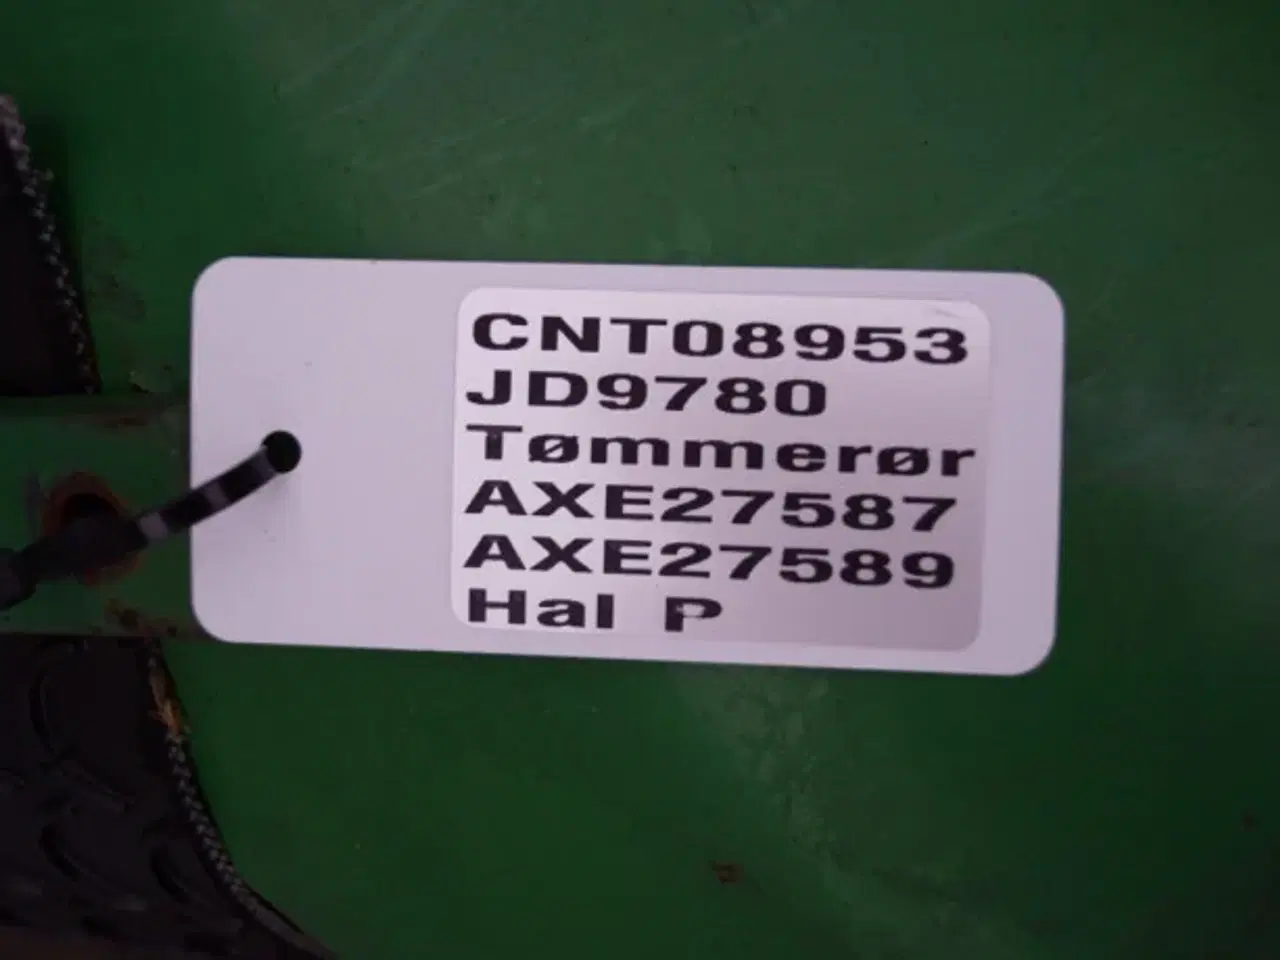 CNT08953
JD9780
Tømmerør
AXE27587
AXE27589
Hal P